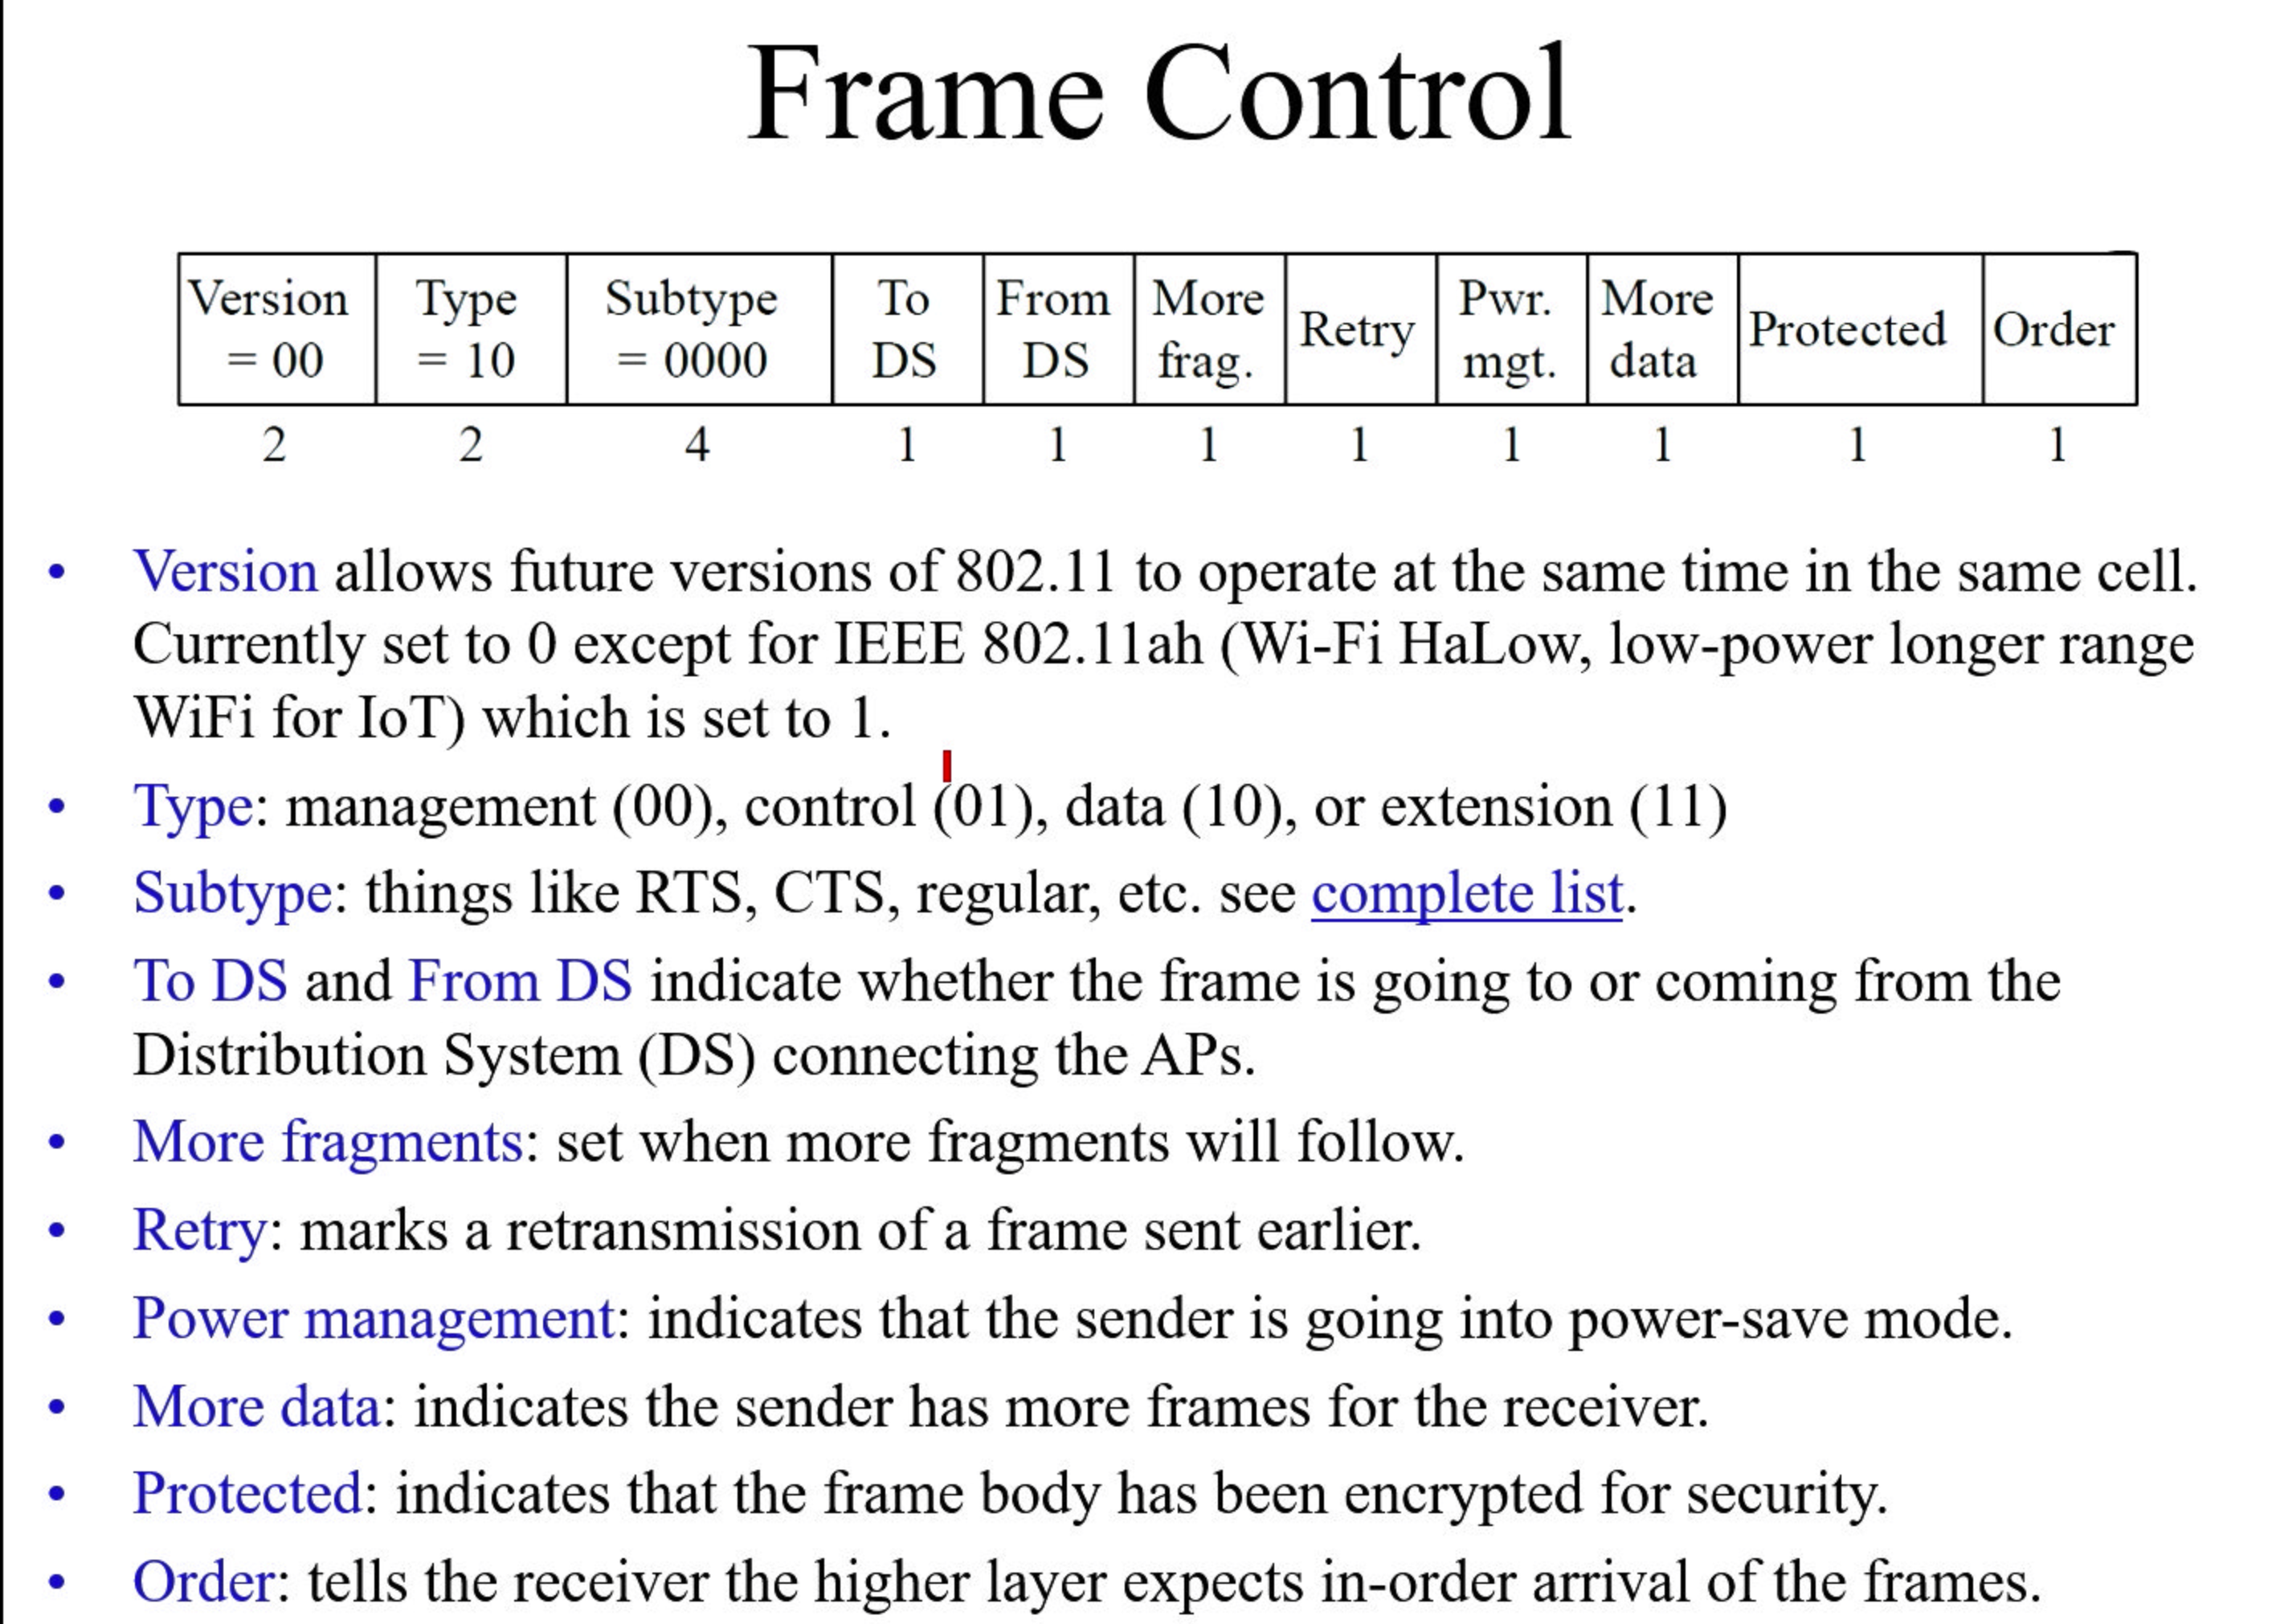 Frame Control
Version = 00 Type = 10 Subtype = 0000 To DS From DS More frag. Retry Pwr. mgt. More data Protected Order
2 2 4 1 1 1 1 1 1 1 1
• Version allows future versions of 802.11 to operate at the same time in the same cell.
Currently set to 0 except for IEEE 802.11ah (Wi-Fi HaLow, low-power longer range
WiFi for IoT) which is set to 1.
• Type: management (00), control (01), data (10), or extension (11)
• Subtype: things like RTS, CTS, regular, etc. see complete list.
• To DS and From DS indicate whether the frame is going to or coming from the
Distribution System (DS) connecting the APs.
• More fragments: set when more fragments will follow.
• Retry: marks a retransmission of a frame sent earlier.
• Power management: indicates that the sender is going into power-save mode.
• More data: indicates the sender has more frames for the receiver.
• Protected: indicates that the frame body has been encrypted for security.
• Order: tells the receiver the higher layer expects in-order arrival of the frames.